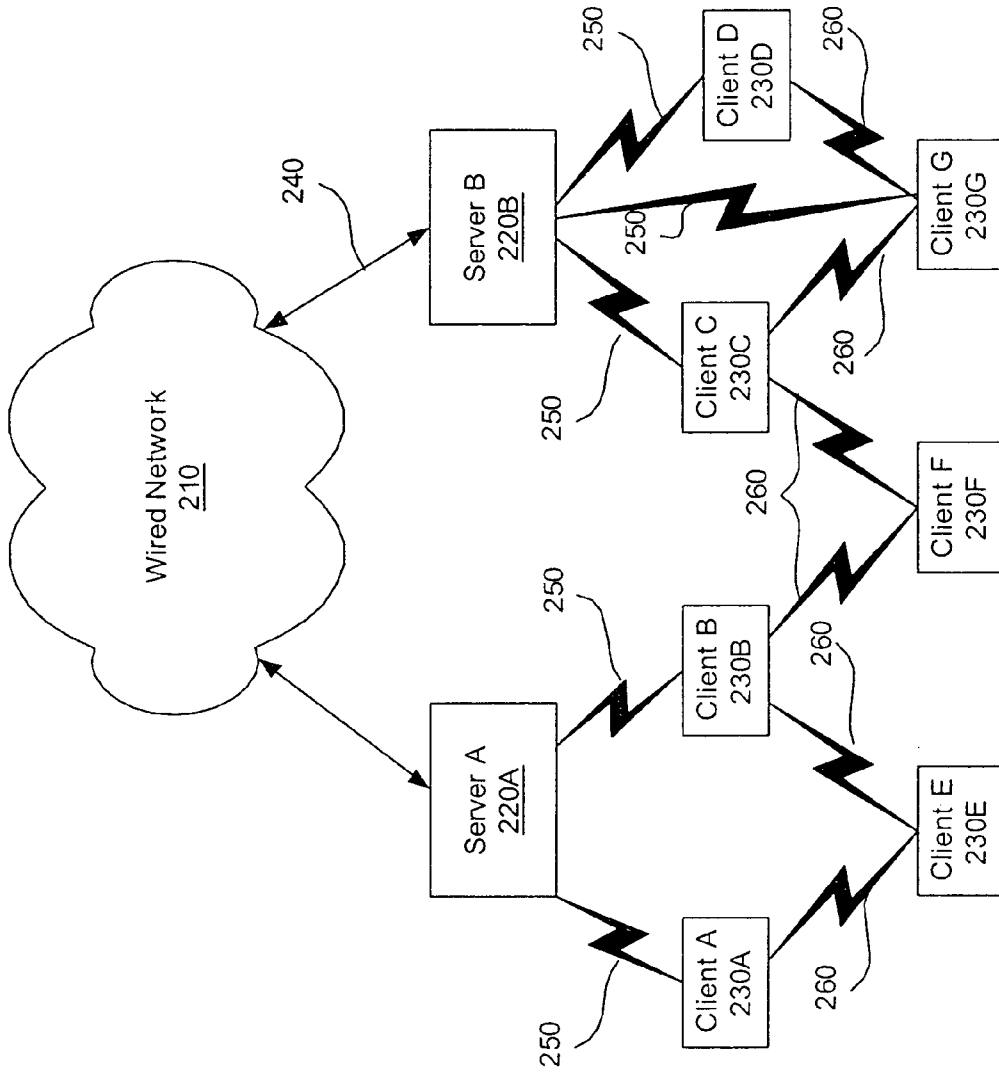 Wired Network
210
240
Server A
220A
Server B
220B
250
250
250
250
250
Client A
230A
Client B
230B
Client C
230C
Client D
230D
260
260
260
260
260
Client E
230E
Client F
230F
Client G
230G